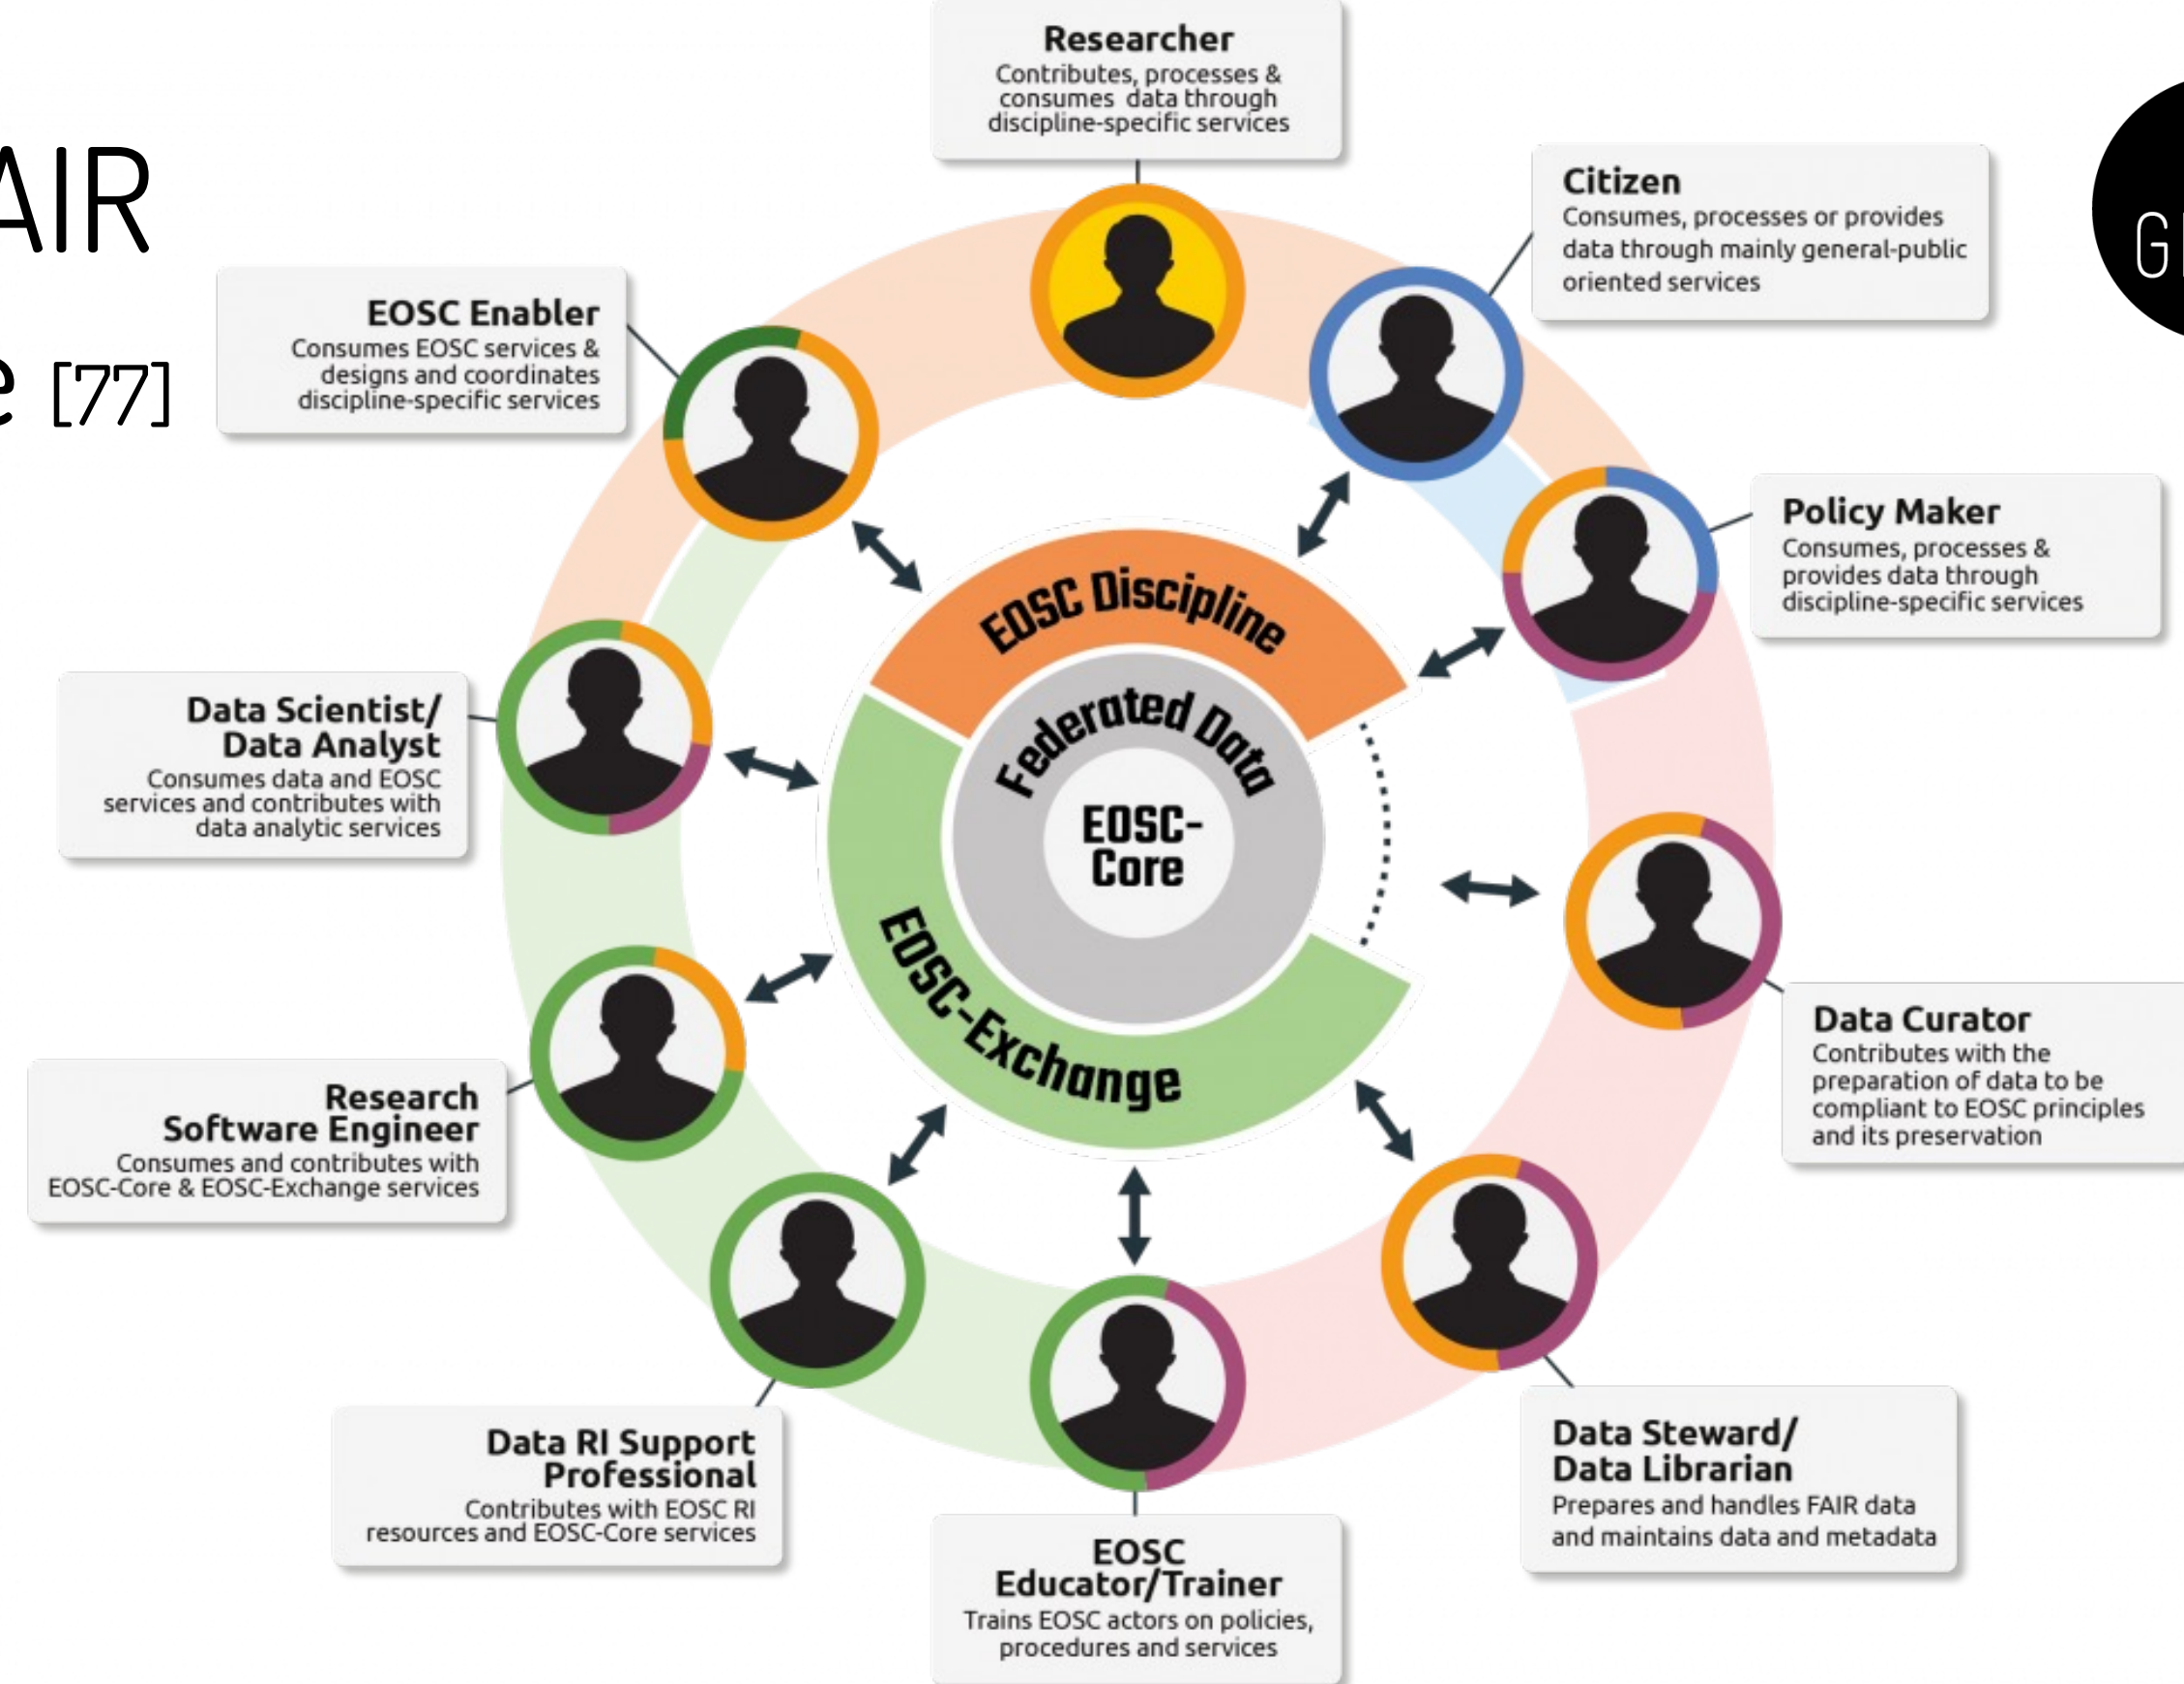 AIR
e [77]
G
Researcher
Contributes, processes &
consumes data through
discipline-specific services
Citizen
Consumes, processes or provides
data through mainly general-public
oriented services
Policy Maker
Consumes, processes &
provides data through
discipline-specific services
Data Curator
Contributes with the
preparation of data to be
compliant to EOSC principles
and its preservation
Data Steward/
Data Librarian
Prepares and handles FAIR data
and maintains data and metadata
EOSC
Educator/Trainer
Trains EOSC actors on policies,
procedures and services
Data RI Support
Professional
Contributes with EOSC RI
resources and EOSC-Core services
Research
Software Engineer
Consumes and contributes with
EOSC-Core & EOSC-Exchange services
Data Scientist/
Data Analyst
Consumes data and EOSC
services and contributes with
data analytic services
EOSC Enabler
Consumes EOSC services &
designs and coordinates
discipline-specific services
EOSC Discipline
Federated Data
EOSC-
Core
EOSC-Exchange